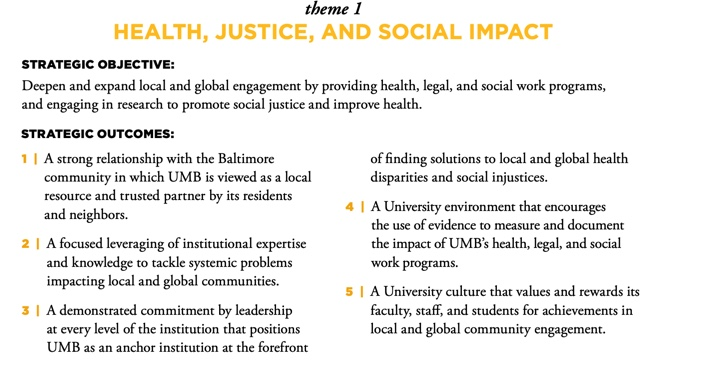 theme 1
HEALTH, JUSTICE, AND SOCIAL IMPACT
STRATEGIC OBJECTIVE:
Deepen and expand local and global engagement by providing health, legal, and social work programs,
and engaging in research to promote social justice and improve health.
STRATEGIC OUTCOMES:
1 | A strong relationship with the Baltimore
community in which UMB is viewed as a local
resource and trusted partner by its residents
and neighbors.
2 | A focused leveraging of institutional expertise
and knowledge to tackle systemic problems
impacting local and global communities.
3 | A demonstrated commitment by leadership
at every level of the institution that positions
UMB as an anchor institution at the forefront
of finding solutions to local and global health
disparities and social injustices.
4 | A University environment that encourages
the use of evidence to measure and document
the impact of UMB's health, legal, and social
work programs.
5 | A University culture that values and rewards its
faculty, staff, and students for achievements in
local and global community engagement.